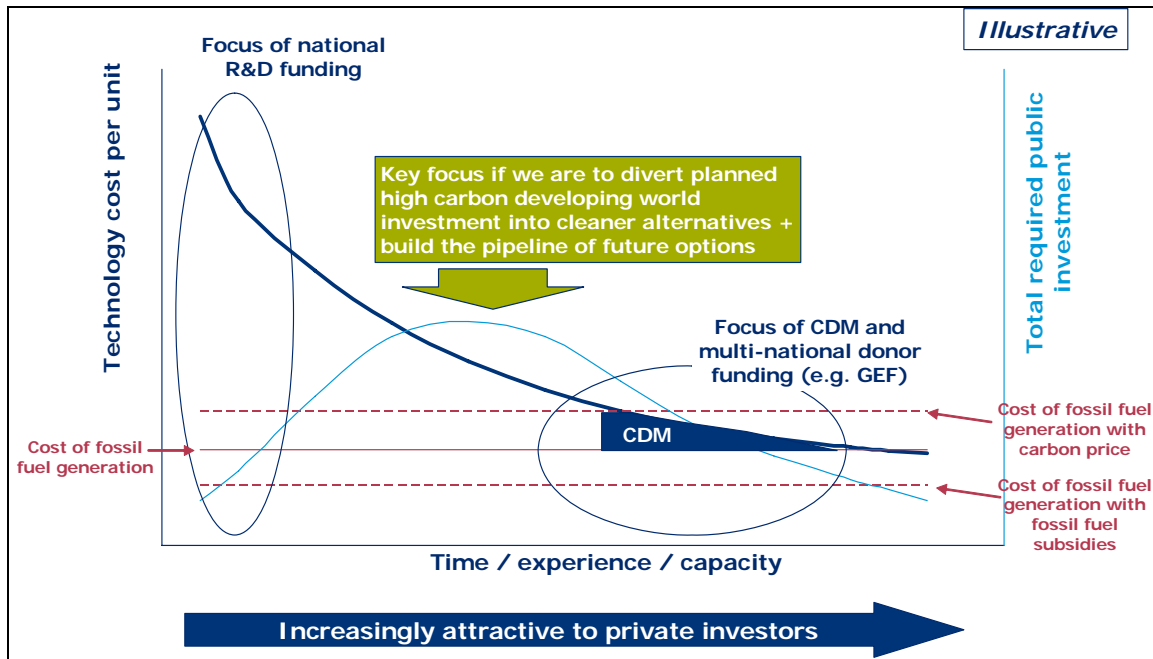 Illustrative
Focus of national
R&D funding
Technology cost per unit
Total required public
investment
Key focus if we are to divert planned
high carbon developing world
investment into cleaner alternatives +
build the pipeline of future options
Focus of CDM and
multi-national donor
funding (e.g. GEF)
CDM
Cost of fossil
fuel generation
Cost of fossil fuel
generation with
carbon price
Cost of fossil fuel
generation with
fossil fuel
subsidies
Time / experience / capacity
Increasingly attractive to private investors